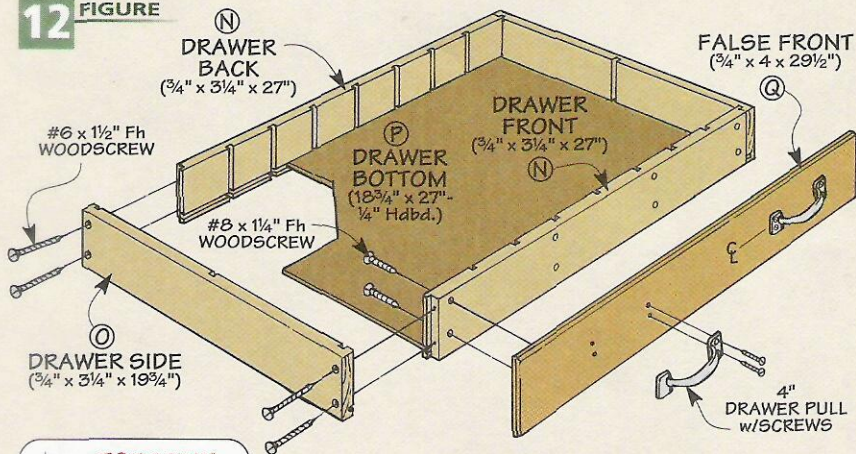 12 FIGURE
Ⓝ
DRAWER
BACK
(¾" x 3¼" x 27")
#6 x 1½" Fh
WOODSCREW
FALSE FRONT
(¾" x 4 x 29½")
Ⓠ
DRAWER
FRONT
(¾" x 3¼" x 27")
Ⓝ
Ⓟ
DRAWER
BOTTOM
(18¾" x 27"-
¼" Hdbd.)
#8 x 1¼" Fh
WOODSCREW
℄
Ⓞ
DRAWER SIDE
(¾" x 3¼" x 19¾")
4"
DRAWER PULL
w/SCREWS